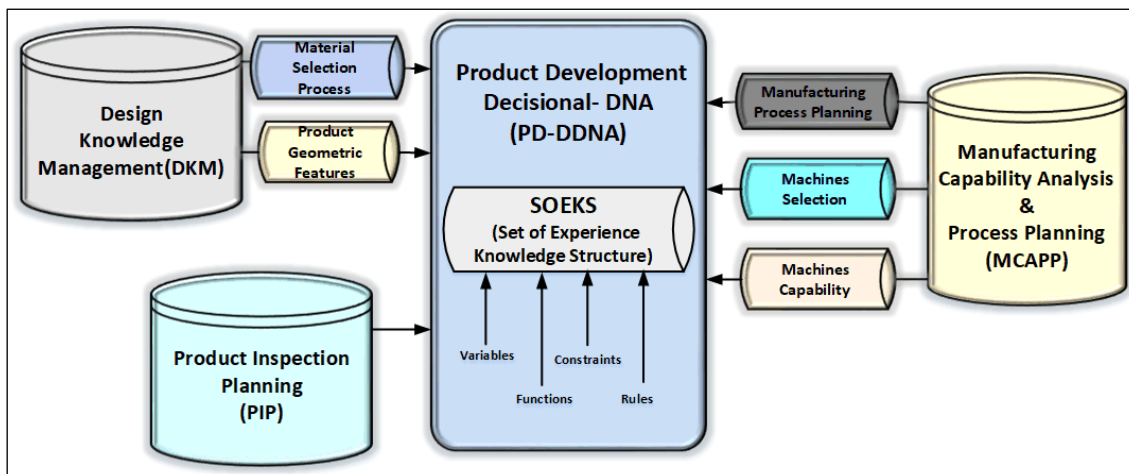 Design
Knowledge
Management(DKM)
Material
Selection
Process
Product
Geometric
Features
Product Inspection
Planning
(PIP)
Product Development
Decisional- DNA
(PD-DDNA)
SOEKS
(Set of Experience
Knowledge Structure)
Variables
Functions
Constraints
Rules
Manufacturing
Process Planning
Machines
Selection
Machines
Capability
Manufacturing
Capability Analysis
&
Process Planning
(MCAPP)